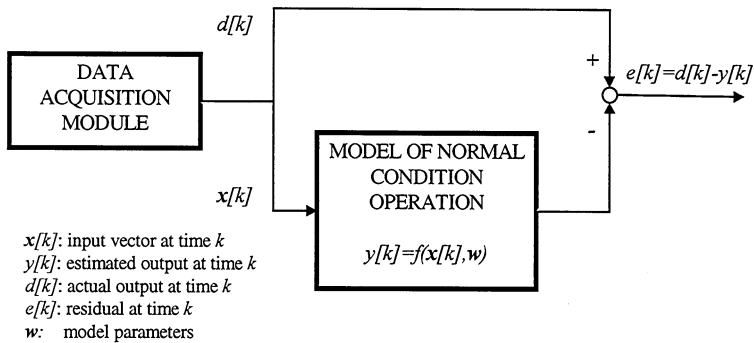 d[k]
DATA
ACQUISITION
MODULE
+
e[k]=d[k]-y[k]
-
MODEL OF NORMAL
CONDITION
OPERATION
y[k]=f(x[k],w)
x[k]
x[k]: input vector at time k
y[k]: estimated output at time k
d[k]: actual output at time k
e[k]: residual at time k
w: model parameters